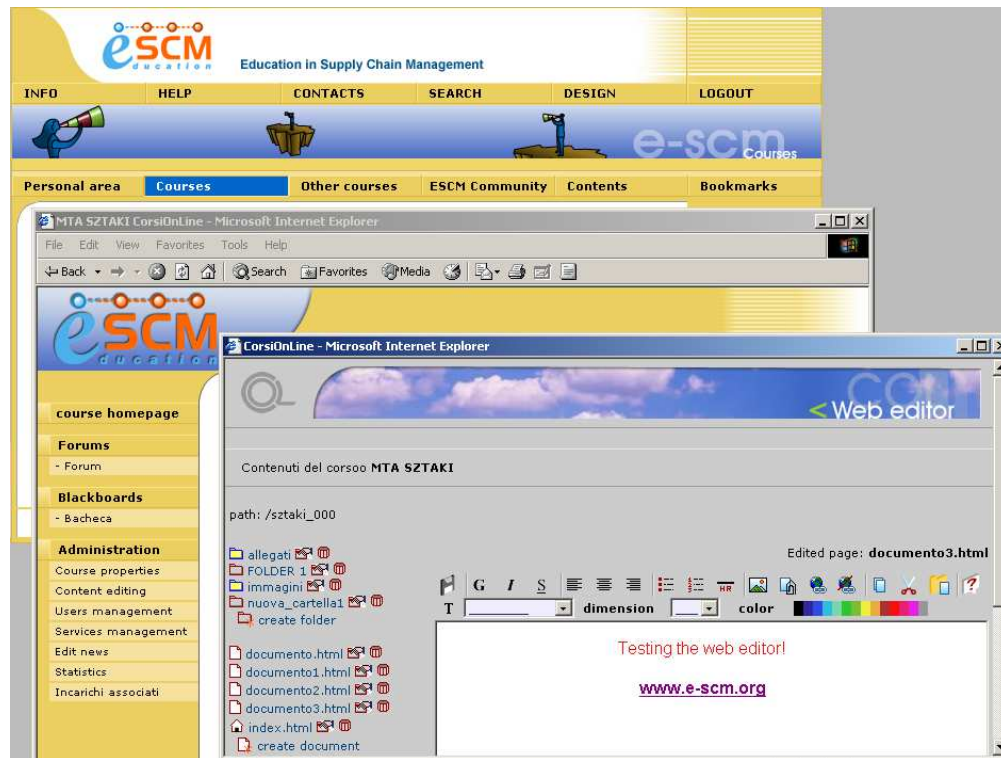 eSCM
ducation
Education in Supply Chain Management
INFO HELP CONTACTS SEARCH DESIGN LOGOUT
e-scm
Courses
Personal area Courses Other courses ESCM Community Contents Bookmarks
MTA SZTAKI CorsiOnLine - Microsoft Internet Explorer
File Edit View Favorites Tools Help
Back Search Favorites Media
eSCM
ducation
CorsiOnLine - Microsoft Internet Explorer
COL
< Web editor
course homepage
Forums
- Forum
Blackboards
- Bacheca
Administration
Course properties
Content editing
Users management
Services management
Edit news
Statistics
Incarichi associati
Contenuti del corsoo MTA SZTAKI
path: /sztaki_000
allegati
FOLDER 1
immagini
nuova_cartella1
create folder
documento.html
documento1.html
documento2.html
documento3.html
index.html
create document
Edited page: documento3.html
G I S HR
T dimension color
Testing the web editor!
www.e-scm.org